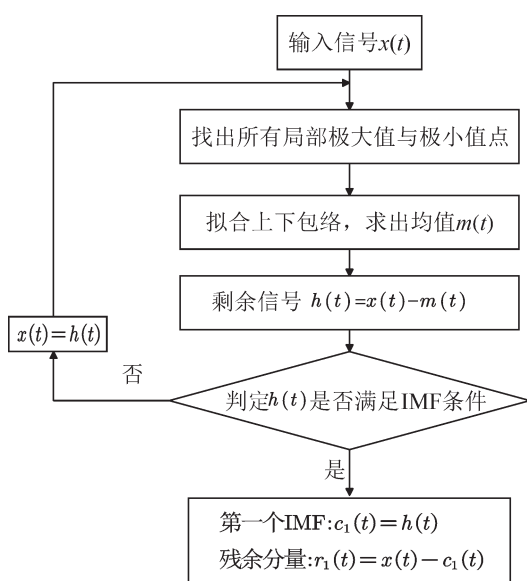 输入信号x(t)
找出所有局部极大值与极小值点
拟合上下包络，求出均值m(t)
剩余信号 h(t)=x(t)-m(t)
x(t)=h(t)
否
判定h(t)是否满足IMF条件
是
第一个IMF:c₁(t)=h(t)
残余分量:r₁(t)=x(t)-c₁(t)